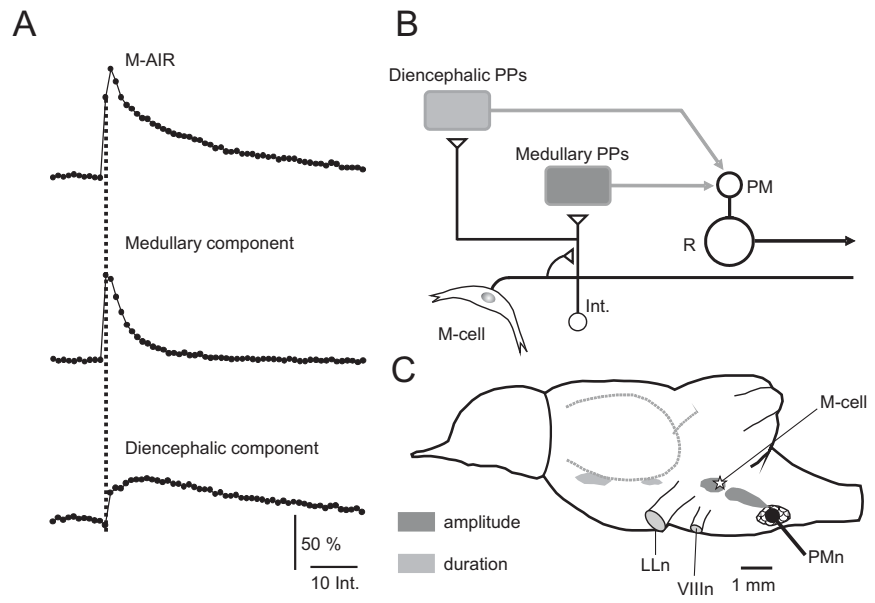 A
M-AIR
Medullary component
Diencephalic component
50 %
10 Int.
B
Diencephalic PPs
Medullary PPs
PM
R
Int.
M-cell
C
M-cell
amplitude
duration
LLn
VIIIn
1 mm
PMn